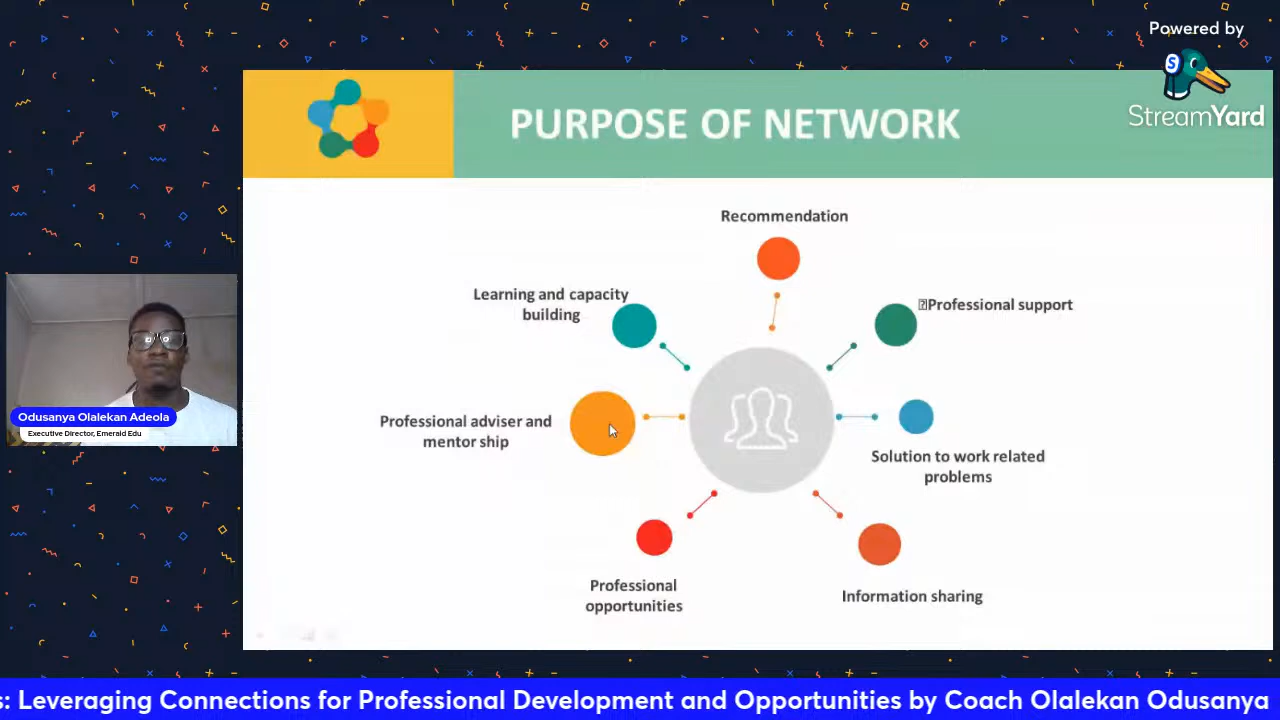 Powered by
S
StreamYard
PURPOSE OF NETWORK
Recommendation
Learning and capacity
building
Professional support
Professional adviser and
mentor ship
Solution to work related
problems
Professional
opportunities
Information sharing
Odusanya Olalekan Adeola
Executive Director, Emerald Edu
s: Leveraging Connections for Professional Development and Opportunities by Coach Olalekan Odusanya